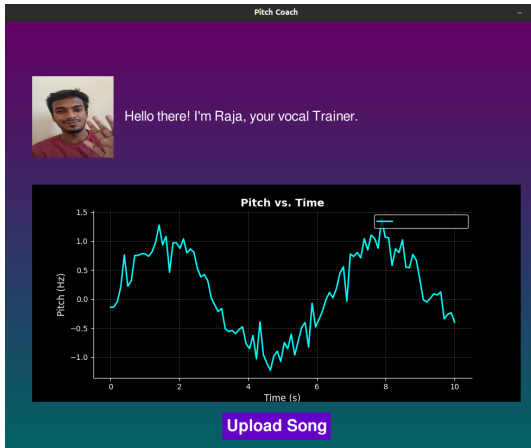 Pitch Coach
Hello there! I'm Raja, your vocal Trainer.
Pitch vs. Time
1.5
1.0
0.5
0.0
−0.5
−1.0
Pitch (Hz)
0 2 4 6 8 10
Time (s)
Upload Song